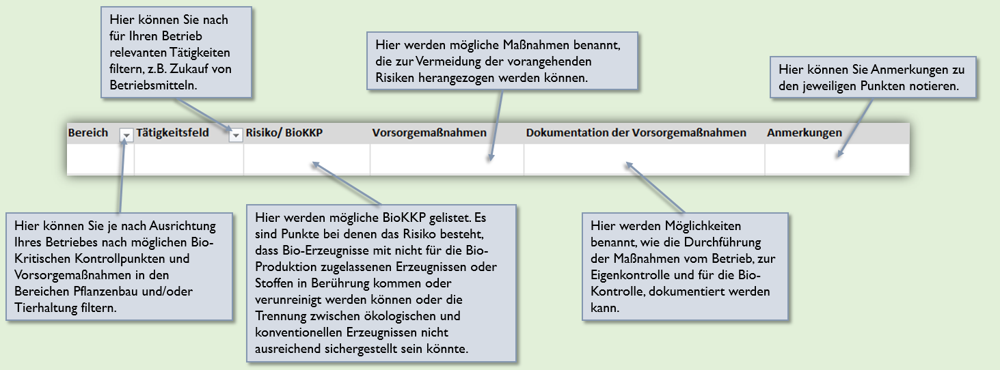 Hier können Sie nach
für Ihren Betrieb
relevanten Tätigkeiten
filtern, z.B. Zukauf von
Betriebsmitteln.
Hier werden mögliche Maßnahmen benannt,
die zur Vermeidung der vorangehenden
Risiken herangezogen werden können.
Hier können Sie Anmerkungen zu
den jeweiligen Punkten notieren.
Bereich Tätigkeitsfeld Risiko/ BioKKP Vorsorgemaßnahmen Dokumentation der Vorsorgemaßnahmen Anmerkungen
Hier können Sie je nach Ausrichtung
Ihres Betriebes nach möglichen Bio-
Kritischen Kontrollpunkten und
Vorsorgemaßnahmen in den
Bereichen Pflanzenbau und/oder
Tierhaltung filtern.
Hier werden mögliche BioKKP gelistet. Es
sind Punkte bei denen das Risiko besteht,
dass Bio-Erzeugnisse mit nicht für die Bio-
Produktion zugelassenen Erzeugnissen oder
Stoffen in Berührung kommen oder
verunreinigt werden können oder die
Trennung zwischen ökologischen und
konventionellen Erzeugnissen nicht
ausreichend sichergestellt sein könnte.
Hier werden Möglichkeiten
benannt, wie die Durchführung
der Maßnahmen vom Betrieb, zur
Eigenkontrolle und für die Bio-
Kontrolle, dokumentiert werden
kann.